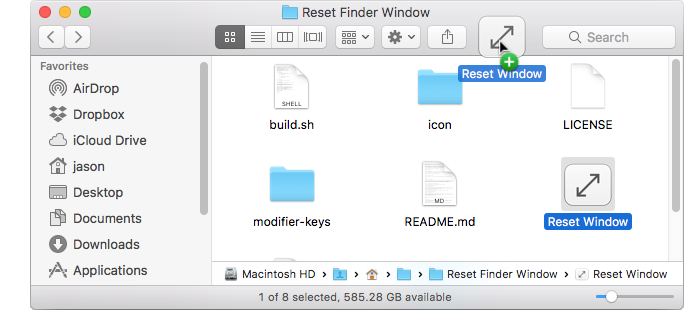 Reset Finder Window
Search
Reset Window
Favorites
AirDrop
Dropbox
iCloud Drive
jason
Desktop
Documents
Downloads
Applications
SHELL
build.sh
icon
LICENSE
modifier-keys
MD
README.md
Reset Window
Macintosh HD › › › › Reset Finder Window › Reset Window
1 of 8 selected, 585.28 GB available